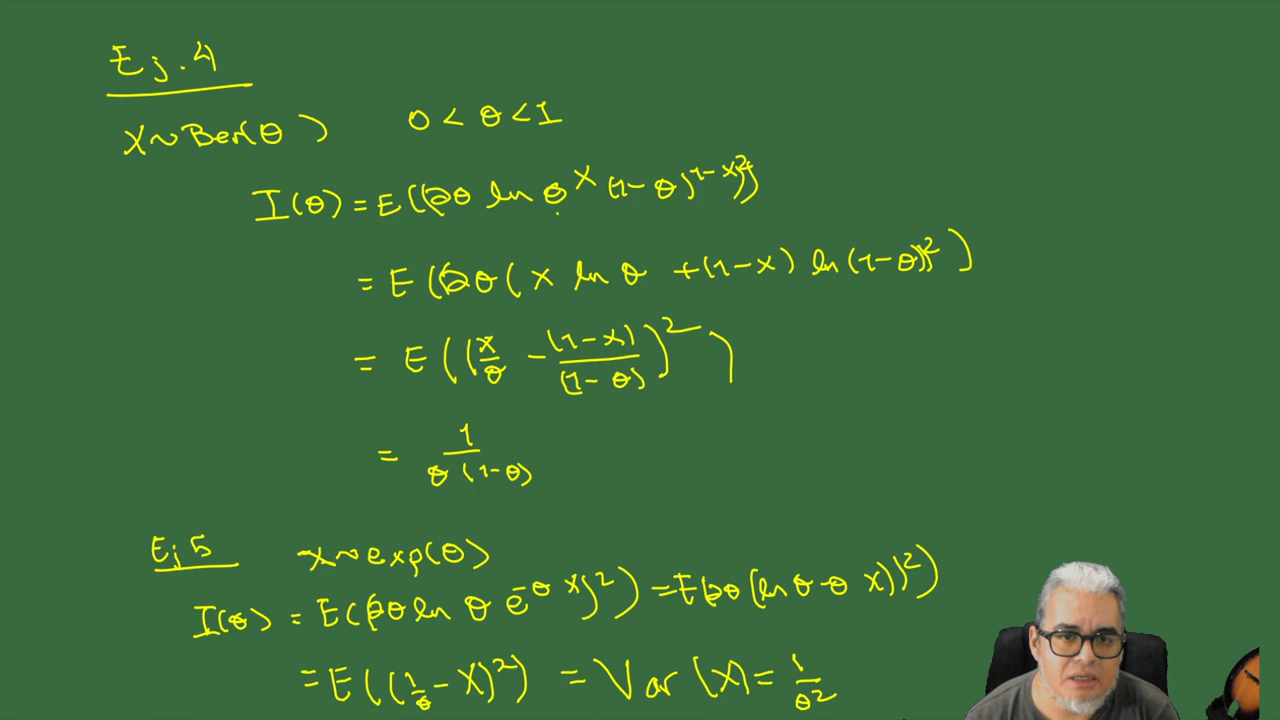 Ej. 4
X ~ Ber(θ) 0 < θ < 1
I(θ) = E((∂θ ln θ^X (1-θ)^{1-X})^2)
= E((∂θ(X ln θ + (1-X) ln(1-θ))^2)
= E((X/θ - (1-X)/(1-θ))^2)
= 1/(θ(1-θ))
Ej 5 X ~ exp(θ)
I(θ) = E((∂θ ln θ e^{-θX})^2) = E(∂θ(ln θ - θX))^2)
= E((1/θ - X)^2) = Var(X) = 1/θ^2